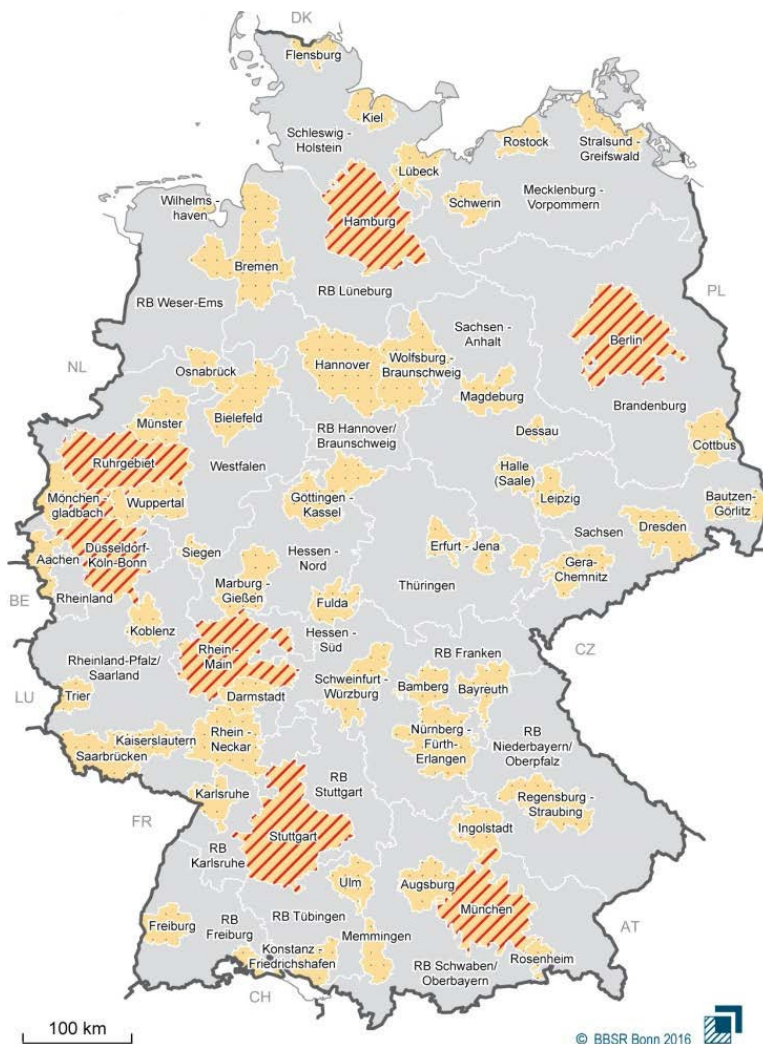 DK
Flensburg
Kiel
Schleswig -
Holstein
Rostock
Stralsund -
Greifswald
Lübeck
Mecklenburg -
Vorpommern
Wilhelms -
haven
Schwerin
Hamburg
Bremen
RB Lüneburg
RB Weser-Ems
PL
Sachsen -
Anhalt
Berlin
NL
Osnabrück
Hannover
Wolfsburg -
Braunschweig
Magdeburg
Brandenburg
Bielefeld
Münster
RB Hannover/
Braunschweig
Dessau
Cottbus
Ruhrgebiet
Westfalen
Halle
(Saale)
Leipzig
Mönchen -
gladbach
Wuppertal
Göttingen -
Kassel
Bautzen-
Görlitz
Sachsen
Dresden
Düsseldorf-
Köln-Bonn
Aachen
Siegen
Hessen -
Nord
Erfurt - Jena
Gera-
Chemnitz
BE
Rheinland
Marburg -
Gießen
Thüringen
Fulda
Koblenz
Hessen -
Süd
CZ
Rhein -
Main
RB Franken
Rheinland-Pfalz/
Saarland
LU
Trier
Darmstadt
Schweinfurt -
Würzburg
Bamberg
Bayreuth
Kaiserslautern
Saarbrücken
Rhein -
Neckar
Nürnberg -
Fürth-
Erlangen
RB
Niederbayern/
Oberpfalz
RB
Stuttgart
Karlsruhe
Regensburg -
Straubing
FR
Stuttgart
Ingolstadt
RB
Karlsruhe
Ulm
Augsburg
München
Freiburg
RB
Freiburg
RB Tübingen
Memmingen
AT
Konstanz -
Friedrichshafen
RB Schwaben/
Oberbayern
Rosenheim
CH
100 km
© BBSR Bonn 2016